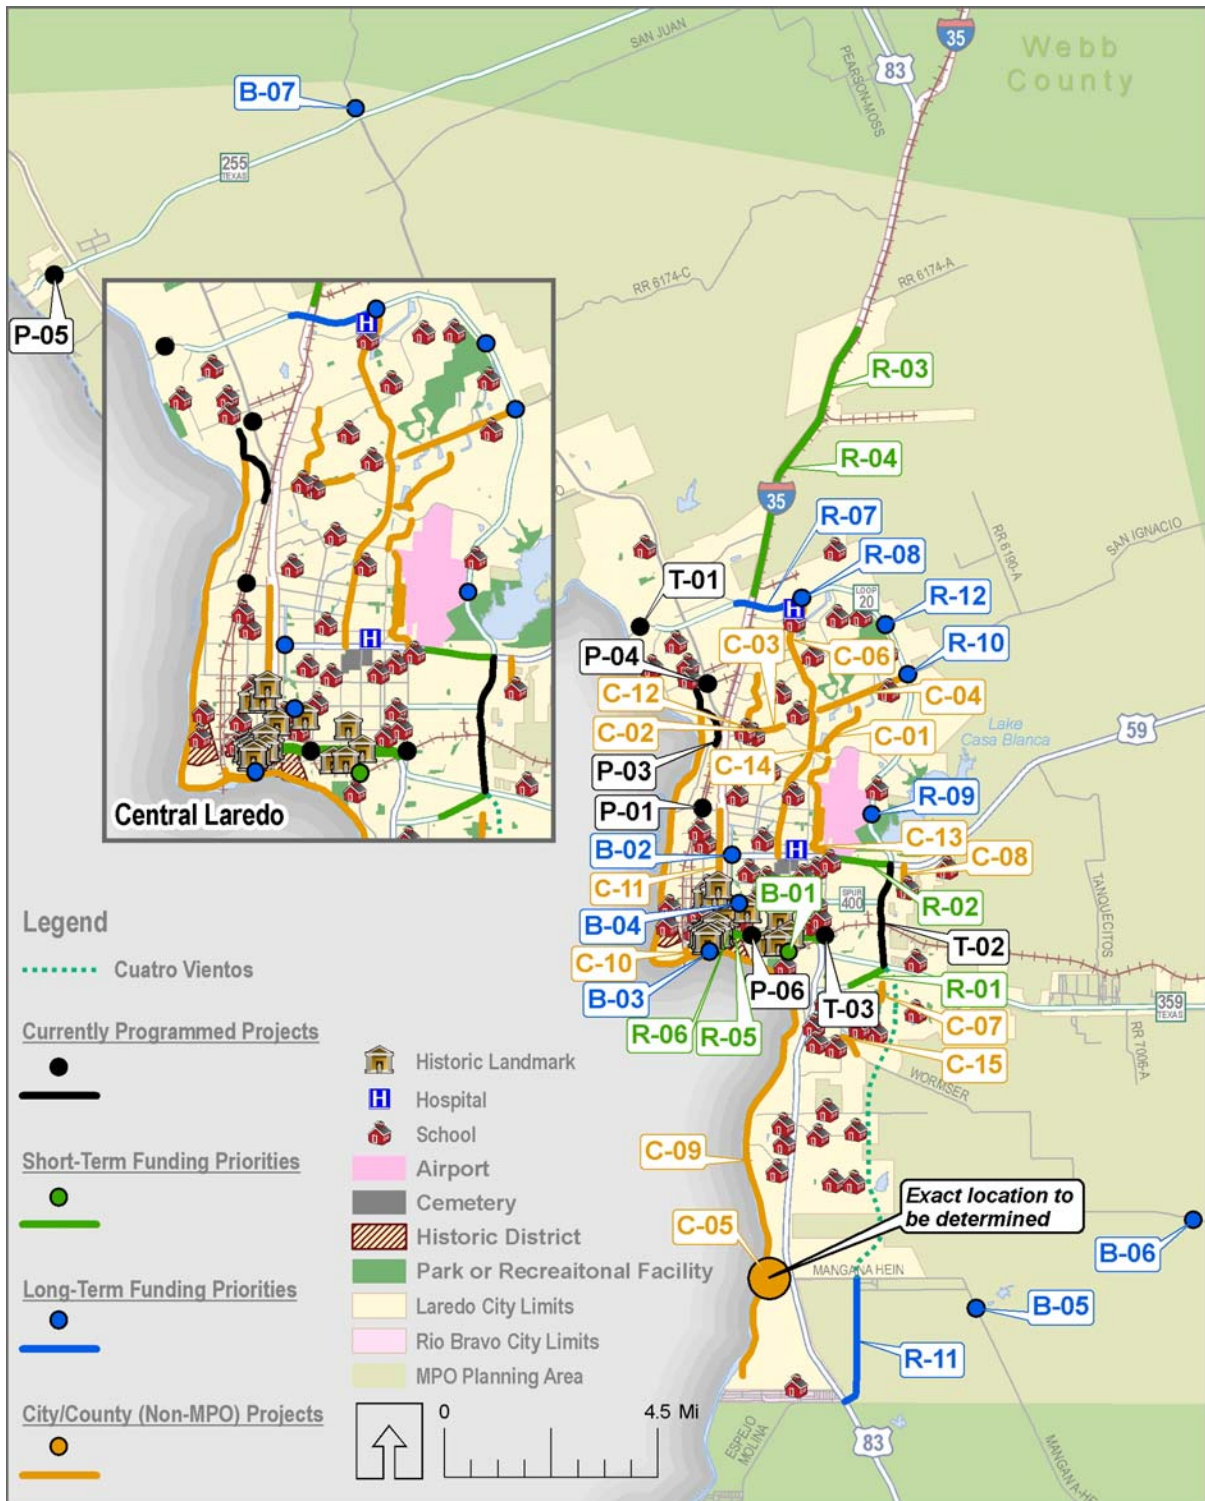 SAN JUAN
PEARSON-MOSS
83
35
Webb
County
B-07
255
TEXAS
P-05
RR 6174-C
RR 6174-A
H
R-03
R-04
35
R-07
RR 6190-A
SAN IGNACIO
T-01
R-08
LOOP
20
R-12
H
C-03
P-04
C-06
R-10
C-12
C-04
C-02
Lake
Casa Blanca
59
C-01
P-03
C-14
H
R-09
P-01
Central Laredo
B-02
H
C-13
C-08
C-11
B-01
SPUR
400
R-02
TANQUECITOS
B-04
C-10
T-02
B-03
P-06
T-03
R-01
359
TEXAS
R-06
R-05
C-07
RR 7006-A
C-15
WORMSER
C-09
Exact location to
be determined
C-05
B-06
MANGANA HEIN
B-05
R-11
83
ESPEJO
MOLINA
MANGANA-HE
Legend
Cuatro Vientos
Currently Programmed Projects
Short-Term Funding Priorities
Long-Term Funding Priorities
City/County (Non-MPO) Projects
Historic Landmark
H Hospital
School
Airport
Cemetery
Historic District
Park or Recreaitonal Facility
Laredo City Limits
Rio Bravo City Limits
MPO Planning Area
0 4.5 Mi